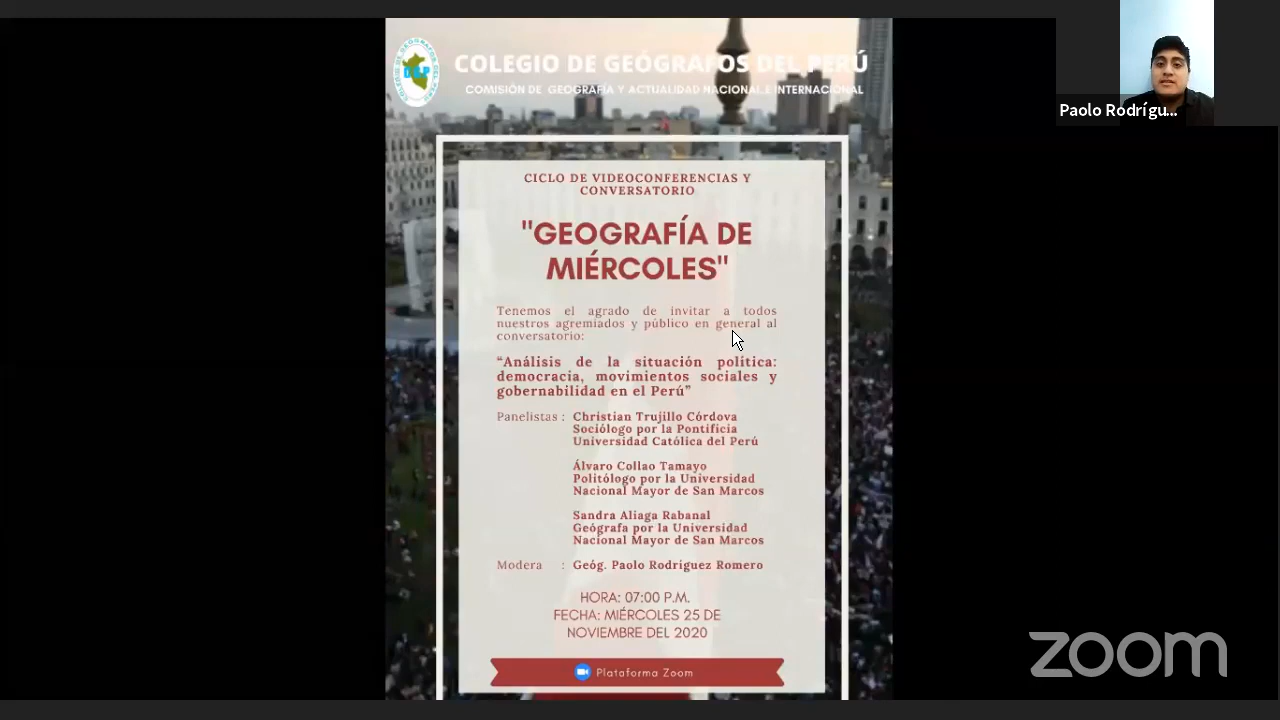 COLEGIO DE GEÓGRAFOS DEL PERÚ
COMISIÓN DE GEOGRAFÍA Y ACTUALIDAD NACIONAL E INTERNACIONAL
CICLO DE VIDEOCONFERENCIAS Y
CONVERSATORIO
"GEOGRAFÍA DE
MIÉRCOLES"
Tenemos el agrado de invitar a todos
nuestros agremiados y público en general al
conversatorio:
“Análisis de la situación política:
democracia, movimientos sociales y
gobernabilidad en el Perú”
Panelistas : Christian Trujillo Córdova
Sociólogo por la Pontificia
Universidad Católica del Perú
Álvaro Collao Tamayo
Politólogo por la Universidad
Nacional Mayor de San Marcos
Sandra Aliaga Rabanal
Geógrafa por la Universidad
Nacional Mayor de San Marcos
Modera : Geóg. Paolo Rodríguez Romero
HORA: 07:00 P.M.
FECHA: MIÉRCOLES 25 DE
NOVIEMBRE DEL 2020
Plataforma Zoom
Paolo Rodrígu...
zoom